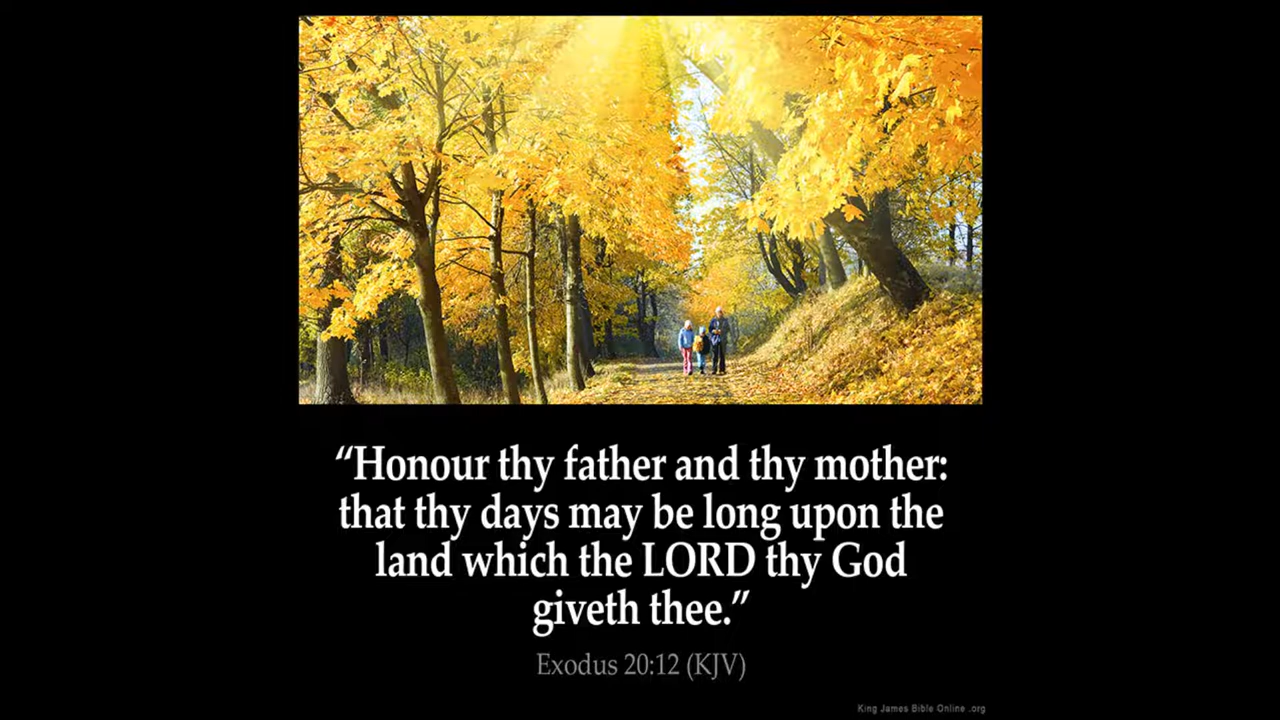 “Honour thy father and thy mother:
that thy days may be long upon the
land which the LORD thy God
giveth thee.”
Exodus 20:12 (KJV)
King James Bible Online .org